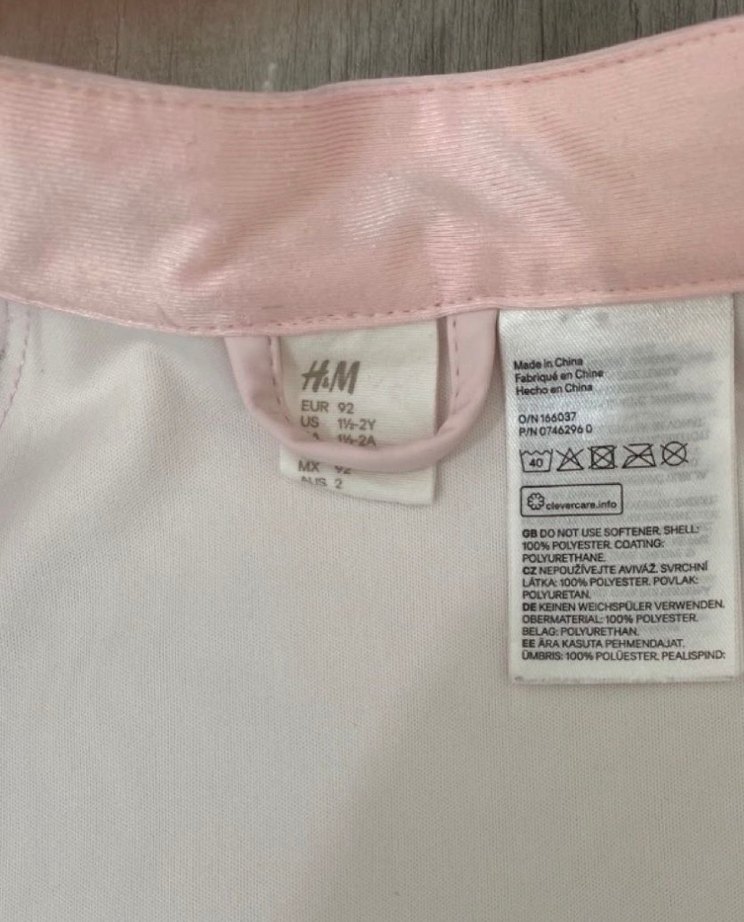 H&M
EUR 92
US 1½-2Y
1½-2A
MX 92
AUS 2
Made in China
Fabriqué en Chine
Hecho en China
O/N 166037
P/N 0746296 0
40
clevercare.info
GB DO NOT USE SOFTENER. SHELL:
100% POLYESTER. COATING:
POLYURETHANE.
CZ NEPOUŽÍVEJTE AVIVÁŽ. SVRCHNÍ
LÁTKA: 100% POLYESTER. POVLAK:
POLYURETAN.
DE KEINEN WEICHSPÜLER VERWENDEN.
OBERMATERIAL: 100% POLYESTER.
BELAG: POLYURETHAN.
EE ÄRA KASUTA PEHMENDAJAT.
ÜMBRIS: 100% POLÜESTER. PEALISPIND: